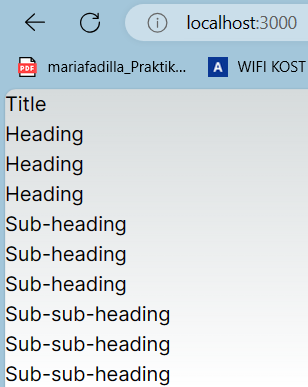 localhost:3000
PDF mariafadilla_Praktik... A WIFI KOST
Title
Heading
Heading
Heading
Sub-heading
Sub-heading
Sub-heading
Sub-sub-heading
Sub-sub-heading
Sub-sub-heading